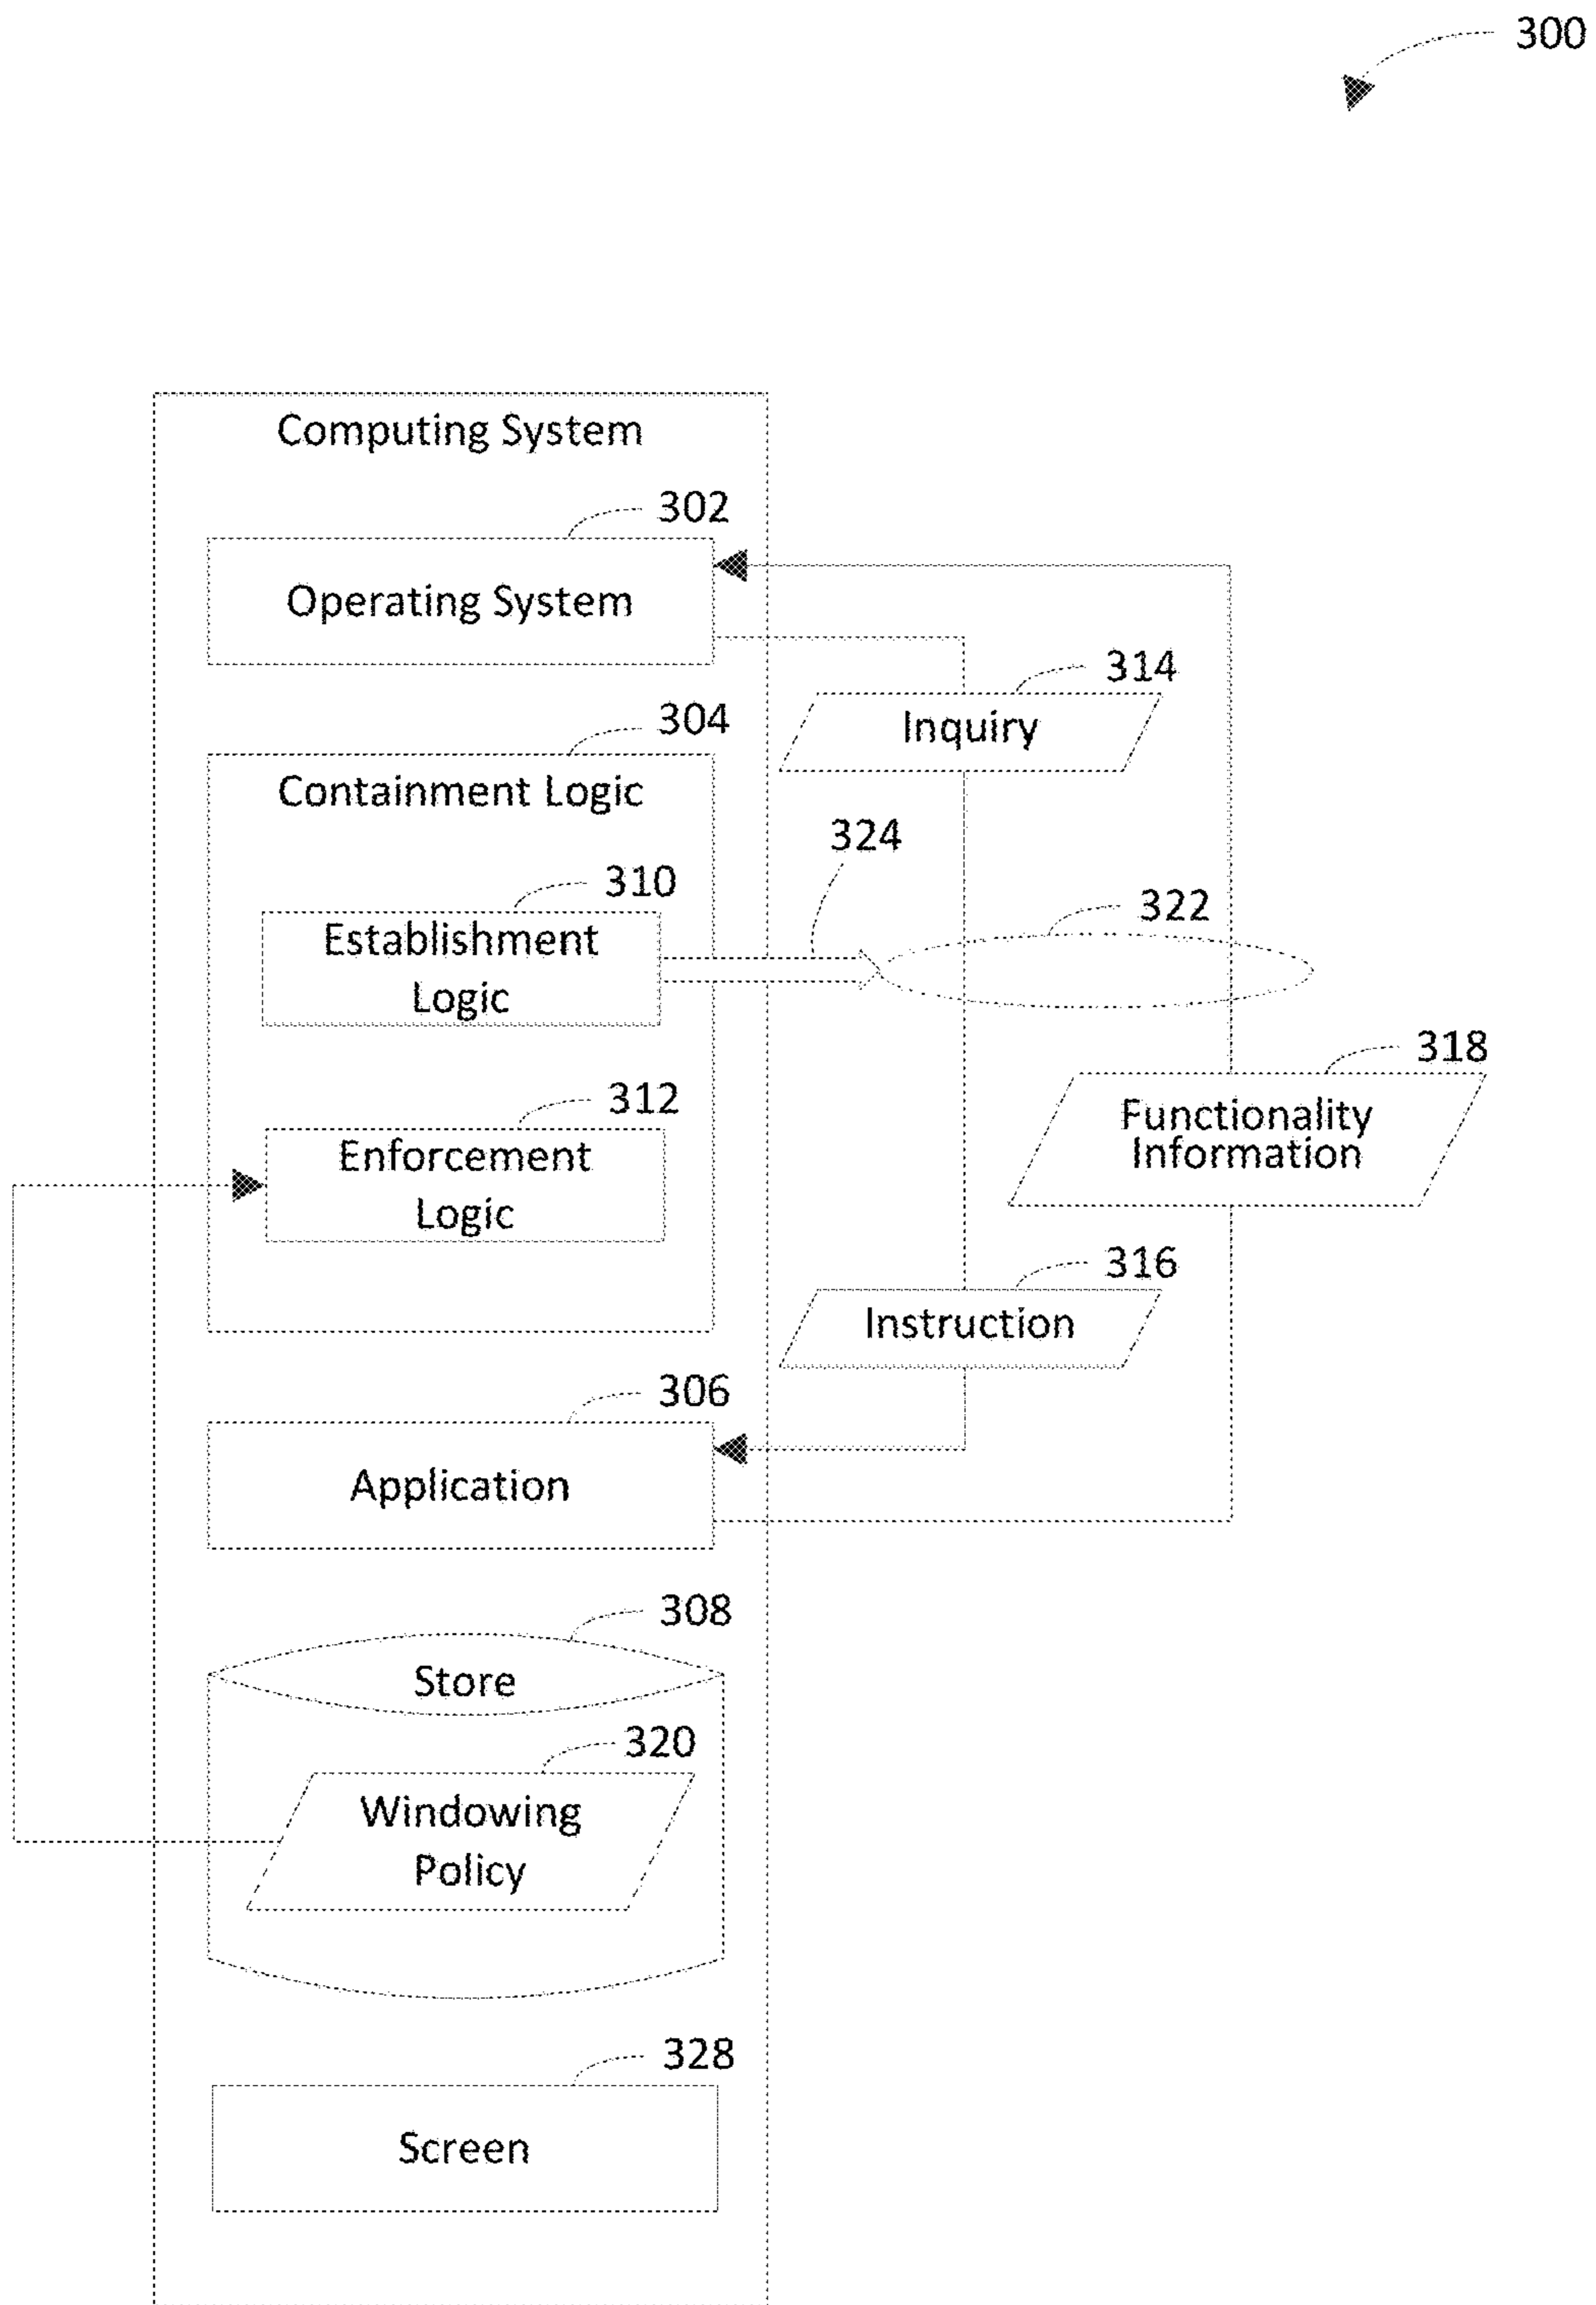 300
Computing System
302
Operating System
314
Inquiry
304
Containment Logic
324
310
Establishment
Logic
322
318
Functionality
Information
312
Enforcement
Logic
316
Instruction
306
Application
308
Store
320
Windowing
Policy
328
Screen